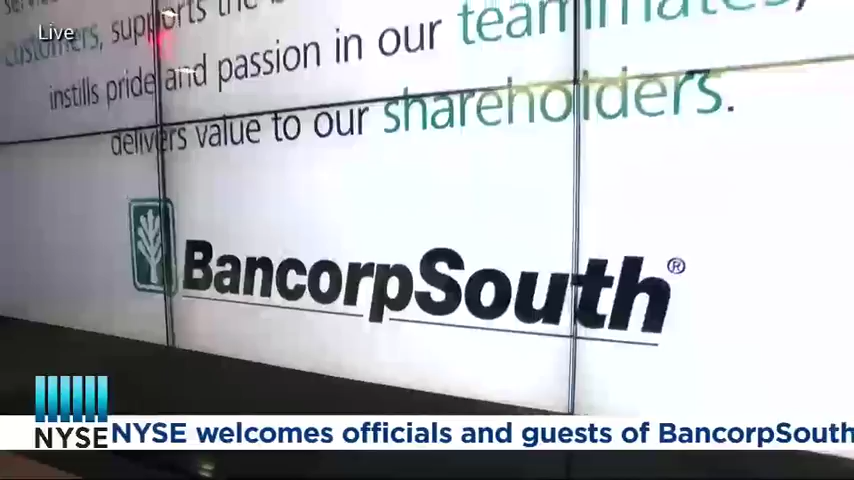 Live
customers, supports the
instills pride and passion in our teammates,
delivers value to our shareholders.
BancorpSouth®
NYSE
NYSE welcomes officials and guests of BancorpSouth